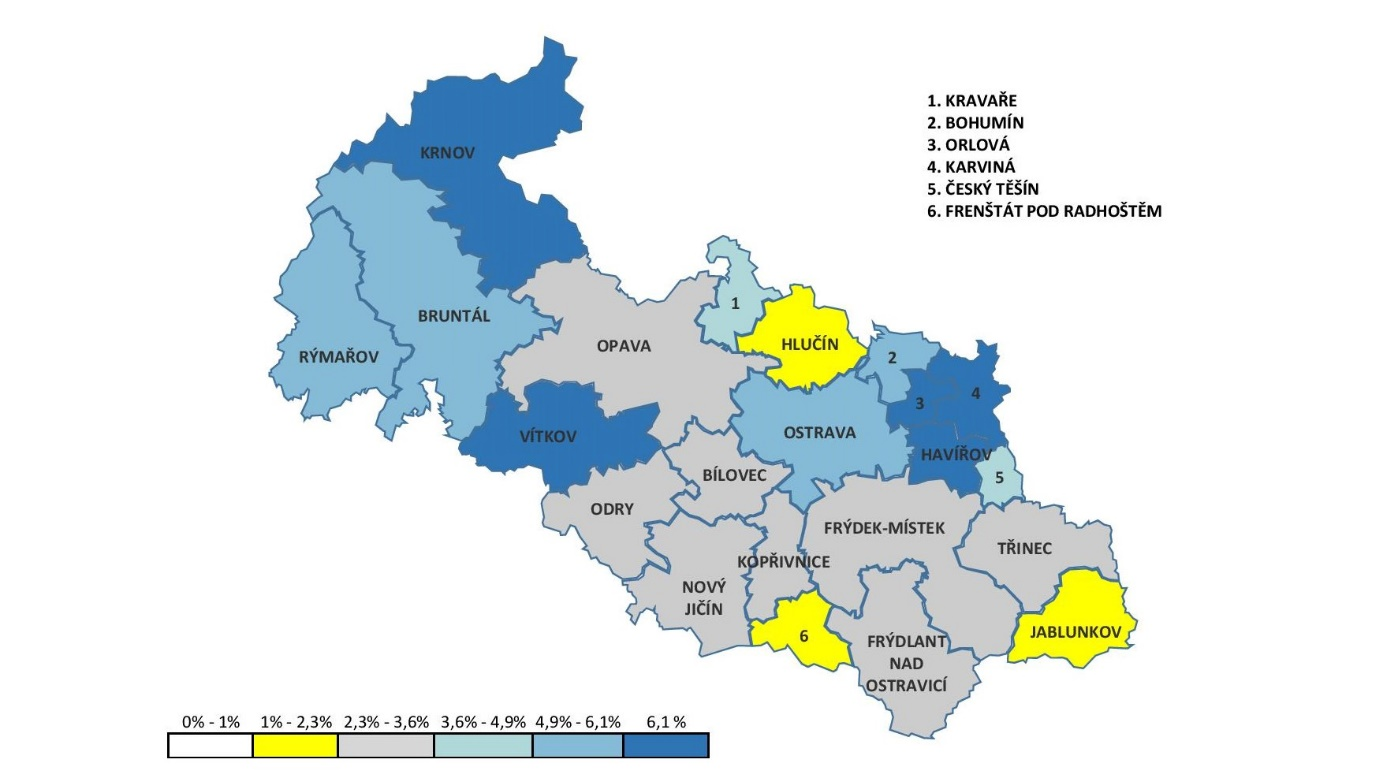 KRNOV
1. KRAVAŘE
2. BOHUMÍN
3. ORLOVÁ
4. KARVINÁ
5. ČESKÝ TĚŠÍN
6. FRENŠTÁT POD RADHOŠTĚM
1
BRUNTÁL
OPAVA
HLUČÍN
RÝMAŘOV
2
3
4
VÍTKOV
OSTRAVA
HAVÍŘOV
BÍLOVEC
5
ODRY
FRÝDEK-MÍSTEK
TŘINEC
KOPŘIVNICE
NOVÝ
JIČÍN
6
JABLUNKOV
FRÝDLANT
NAD
OSTRAVICÍ
0% - 1% 1% - 2,3% 2,3% - 3,6% 3,6% - 4,9% 4,9% - 6,1% 6,1 %